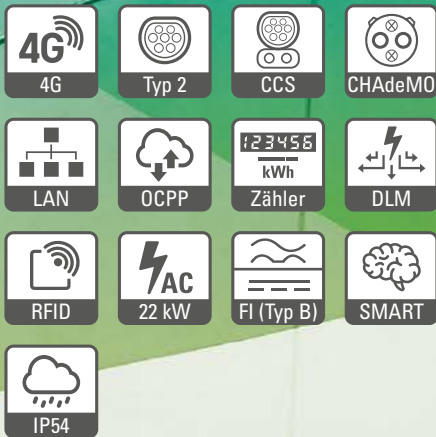 4G
4G
Typ 2
CCS
CHAdeMO
LAN
OCPP
123456
kWh
Zähler
DLM
RFID
AC
22 kW
FI (Typ B)
SMART
IP54